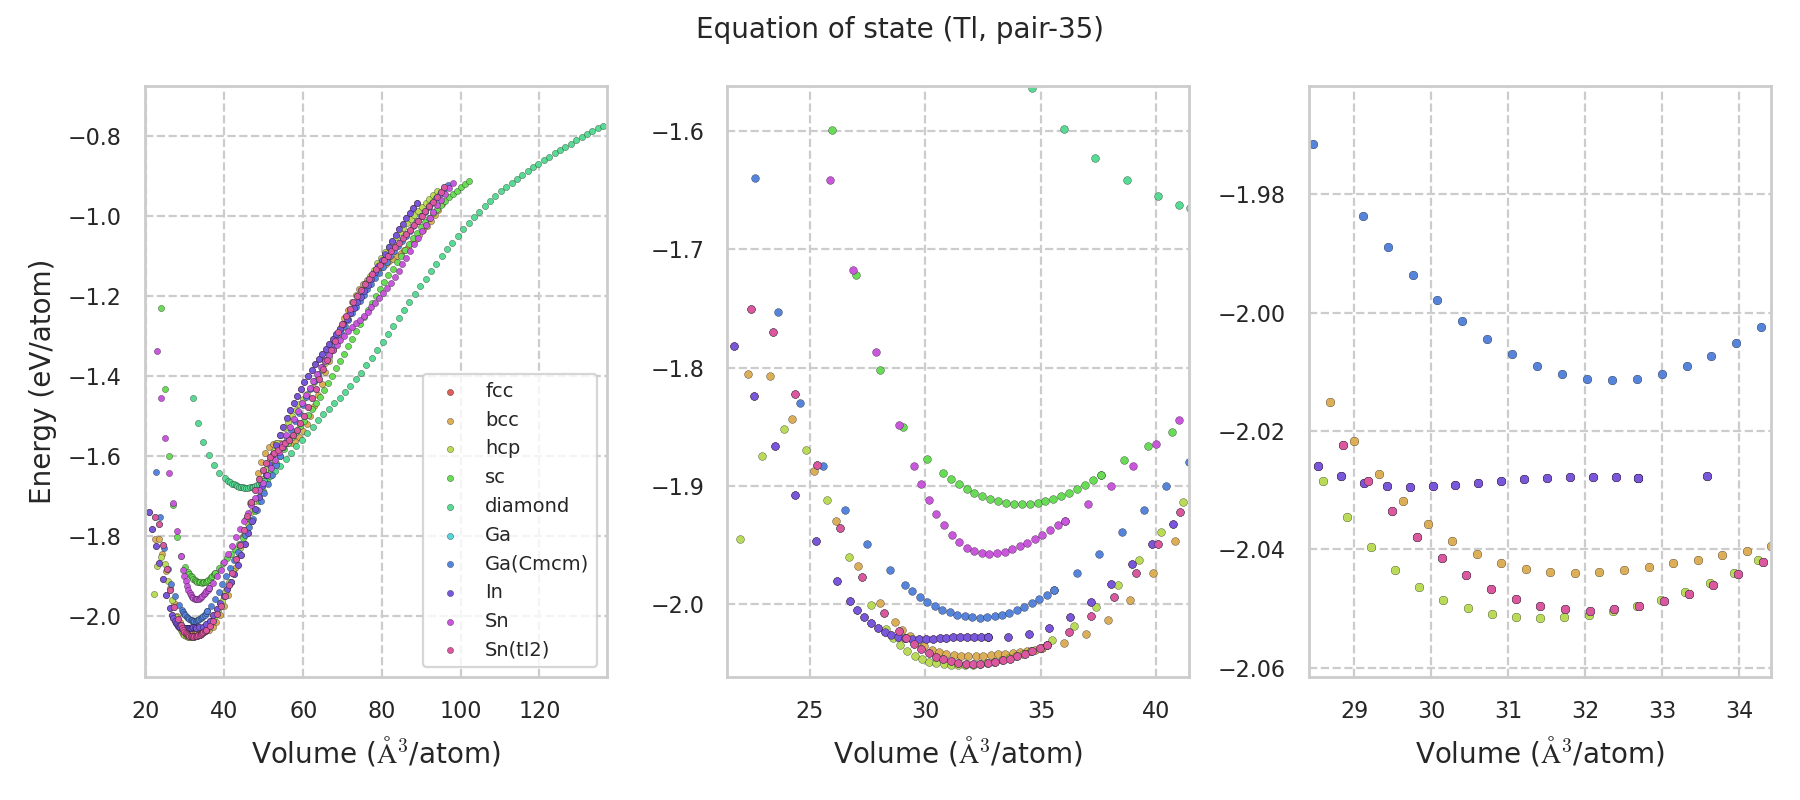 Equation of state (Tl, pair-35)
Energy (eV/atom)
−0.8
−1.0
−1.2
−1.4
−1.6
−1.8
−2.0
20 40 60 80 100 120
Volume (Å³/atom)
fcc
bcc
hcp
sc
diamond
Ga
Ga(Cmcm)
In
Sn
Sn(tI2)
−1.6
−1.7
−1.8
−1.9
−2.0
25 30 35 40
Volume (Å³/atom)
−1.98
−2.00
−2.02
−2.04
−2.06
29 30 31 32 33 34
Volume (Å³/atom)